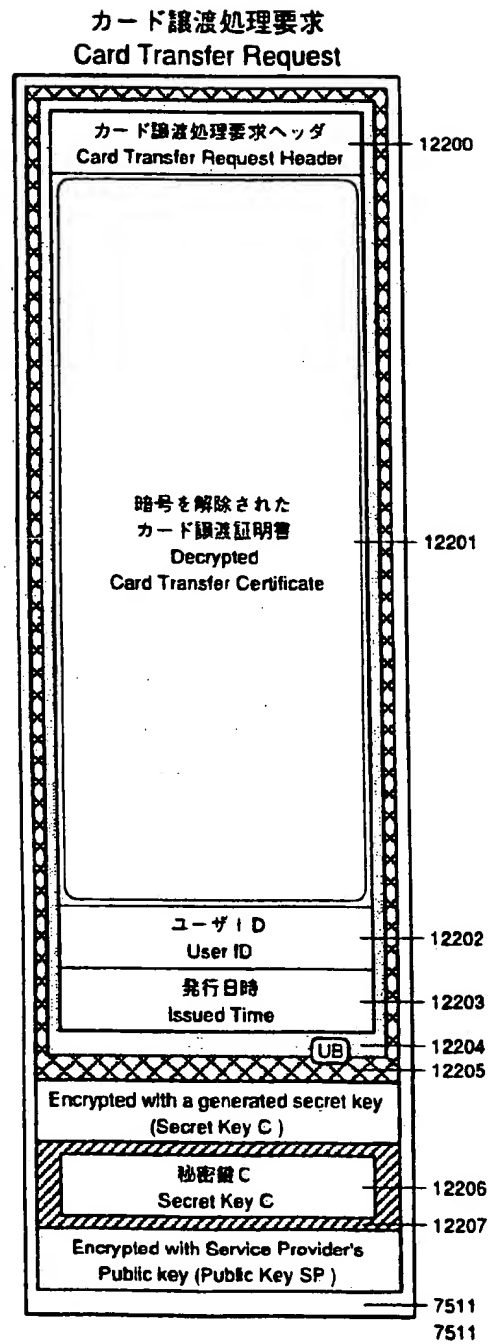 カード譲渡処理要求
Card Transfer Request
カード譲渡処理要求ヘッダ
Card Transfer Request Header
12200
暗号を解除された
カード譲渡証明書
Decrypted
Card Transfer Certificate
12201
ユーザID
User ID
12202
発行日時
Issued Time
12203
UB
12204
12205
Encrypted with a generated secret key
(Secret Key C )
秘密鍵C
Secret Key C
12206
12207
Encrypted with Service Provider's
Public key (Public Key SP )
7511
7511